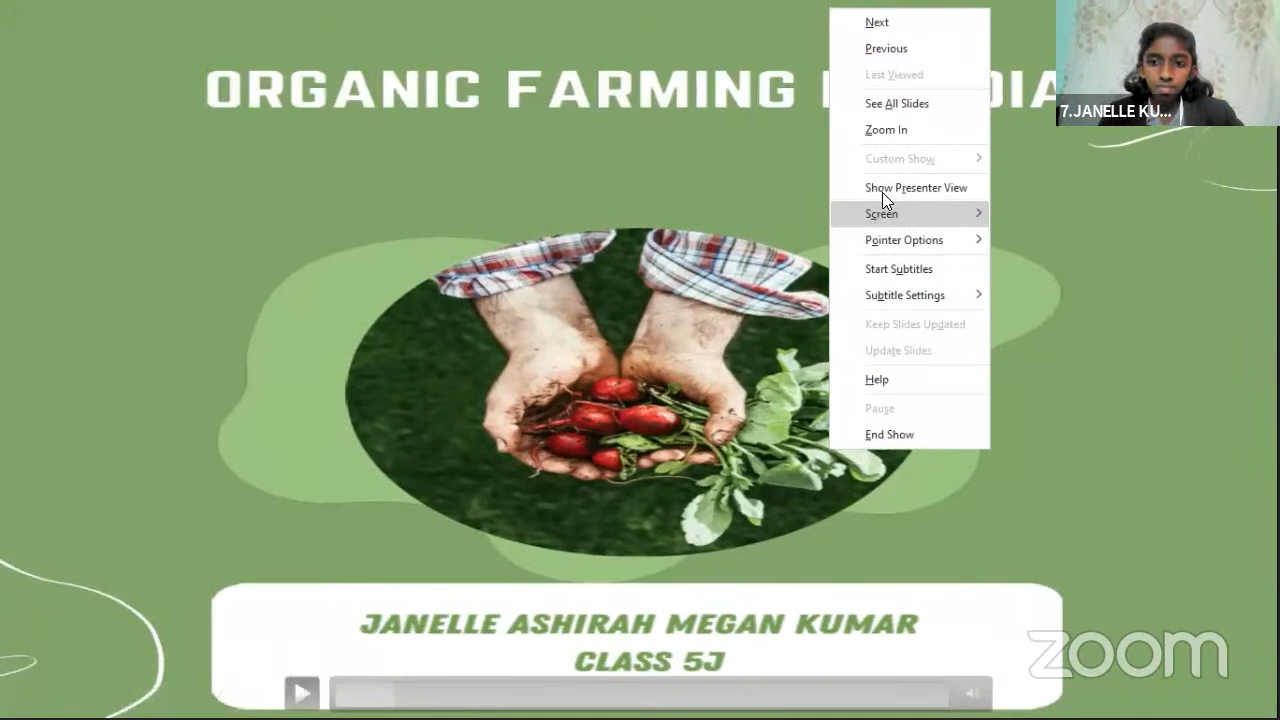 ORGANIC FARMING
DIA
Next
Previous
Last Viewed
See All Slides
Zoom In
Custom Show
Show Presenter View
Screen
Pointer Options
Start Subtitles
Subtitle Settings
Keep Slides Updated
Update Slides
Help
Pause
End Show
7.JANELLE KU...
JANELLE ASHIRAH MEGAN KUMAR
CLASS 5J
zoom